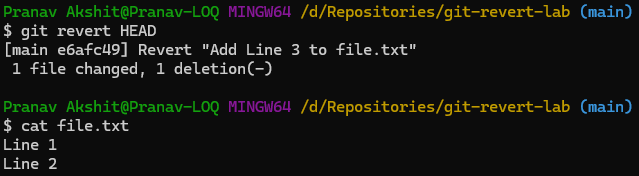 Pranav Akshit@Pranav-LOQ MINGW64 /d/Repositories/git-revert-lab (main)
$ git revert HEAD
[main e6afc49] Revert "Add Line 3 to file.txt"
 1 file changed, 1 deletion(-)

Pranav Akshit@Pranav-LOQ MINGW64 /d/Repositories/git-revert-lab (main)
$ cat file.txt
Line 1
Line 2